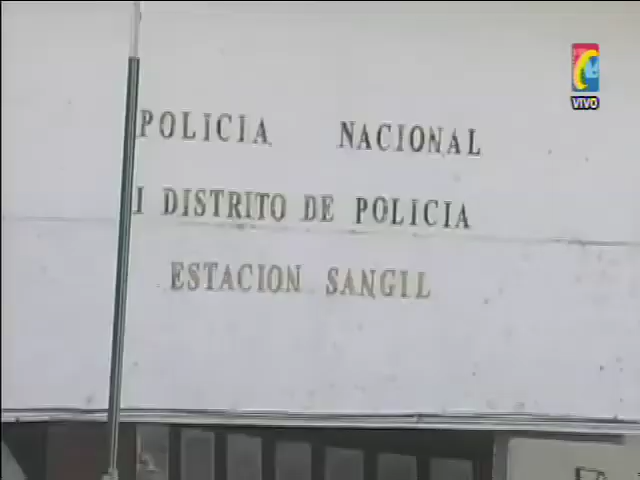 VIVO
POLICIA NACIONAL
I DISTRITO DE POLICIA
ESTACION SANGIL